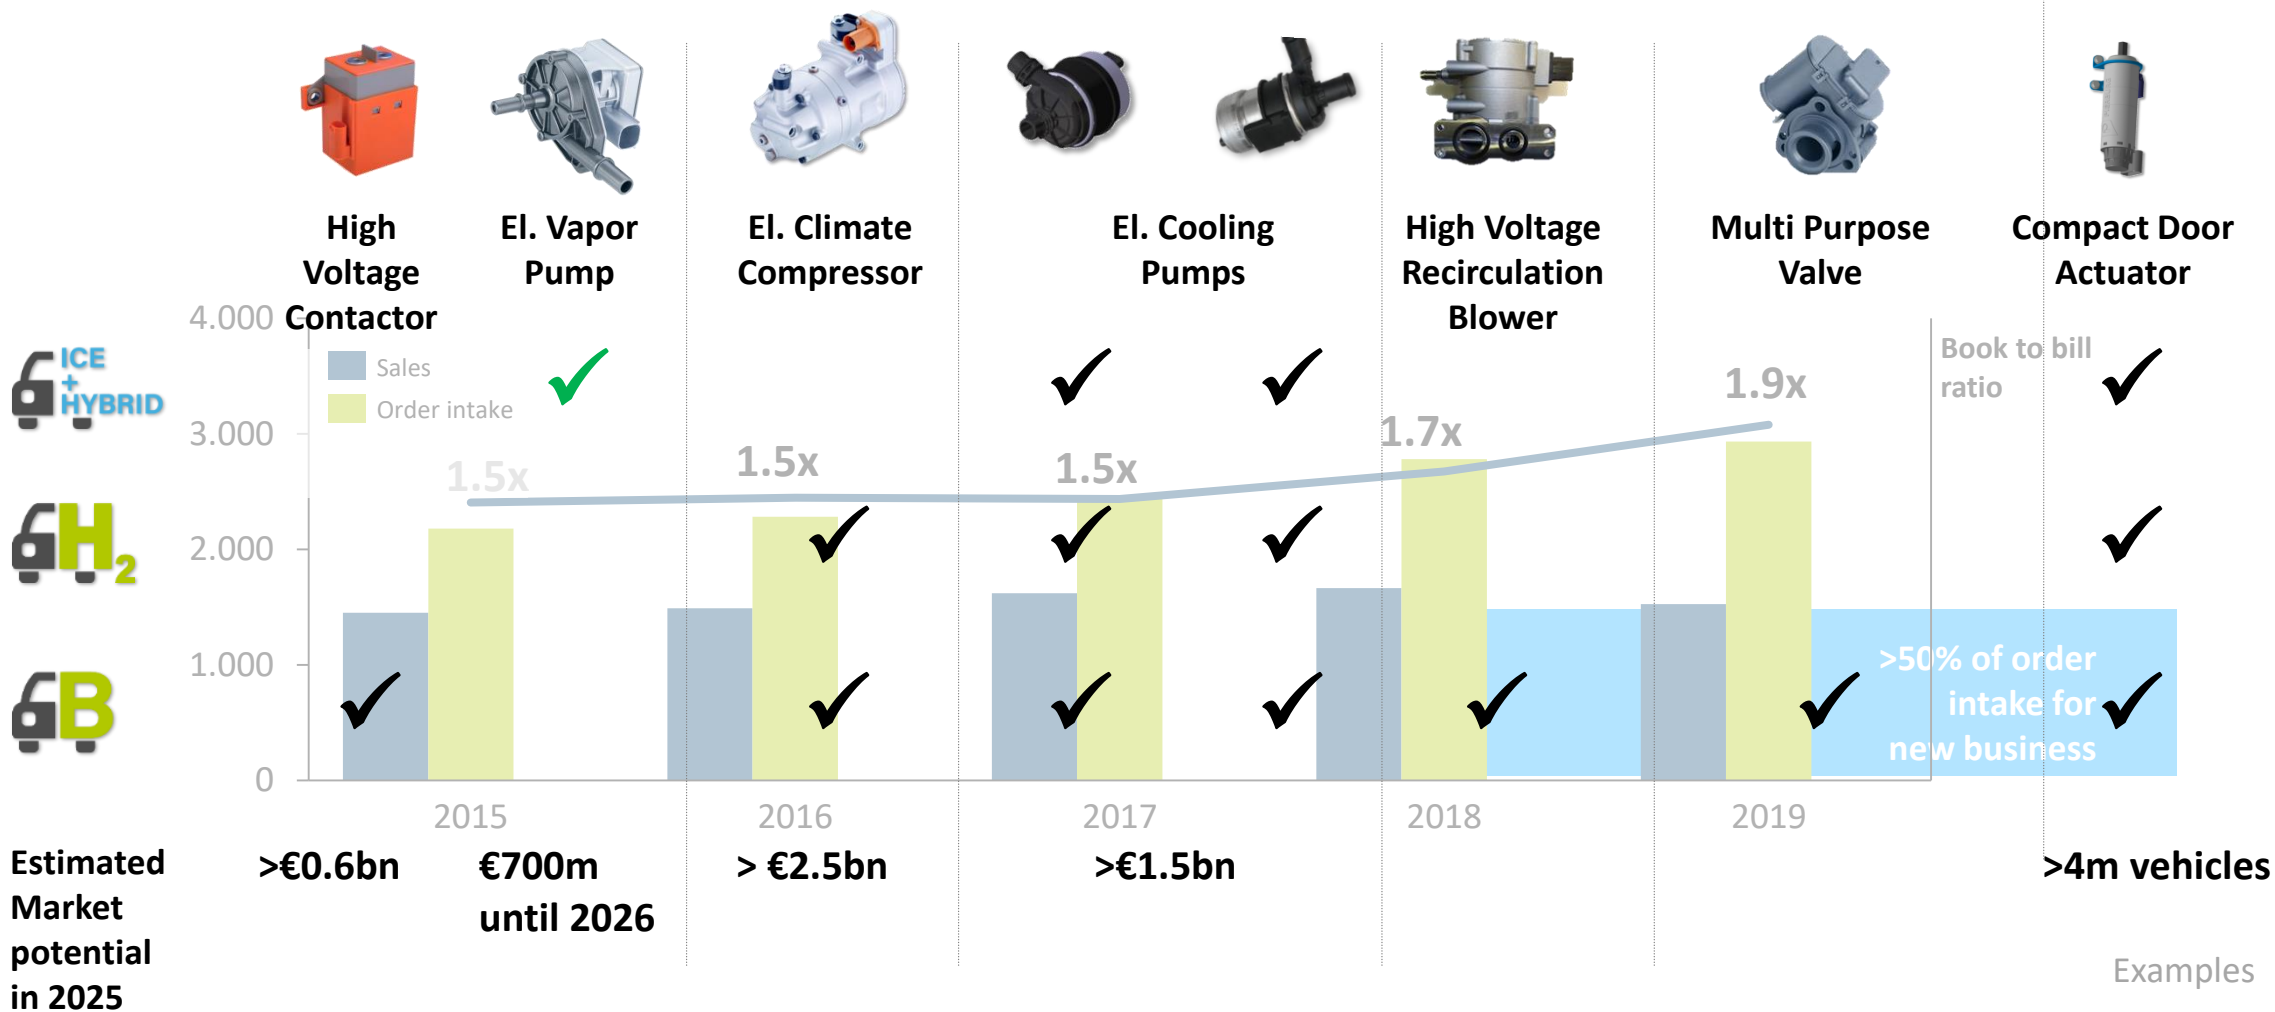 High
Voltage
Contactor
El. Vapor
Pump
El. Climate
Compressor
El. Cooling
Pumps
High Voltage
Recirculation
Blower
Multi Purpose
Valve
Compact Door
Actuator
4.000
3.000
2.000
1.000
0
ICE
+
HYBRID
H2
B
Sales
Order intake
1.5x
1.5x
1.5x
1.7x
1.9x
Book to bill
ratio
>50% of order
intake for
new business
2015
2016
2017
2018
2019
Estimated
Market
potential
in 2025
>€0.6bn
€700m
until 2026
> €2.5bn
>€1.5bn
>4m vehicles
Examples